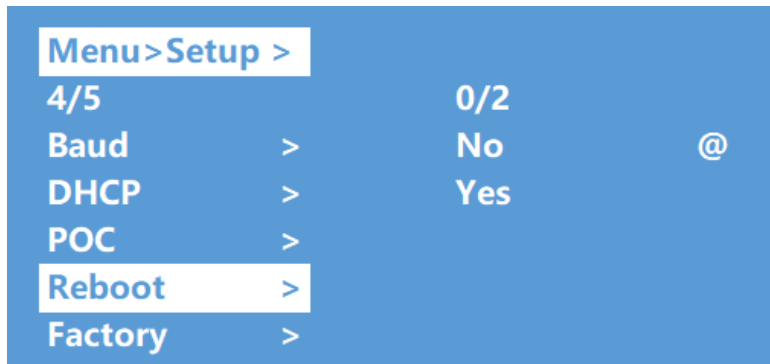 Menu>Setup >
4/5 0/2
Baud > No @
DHCP > Yes
POC >
Reboot >
Factory >